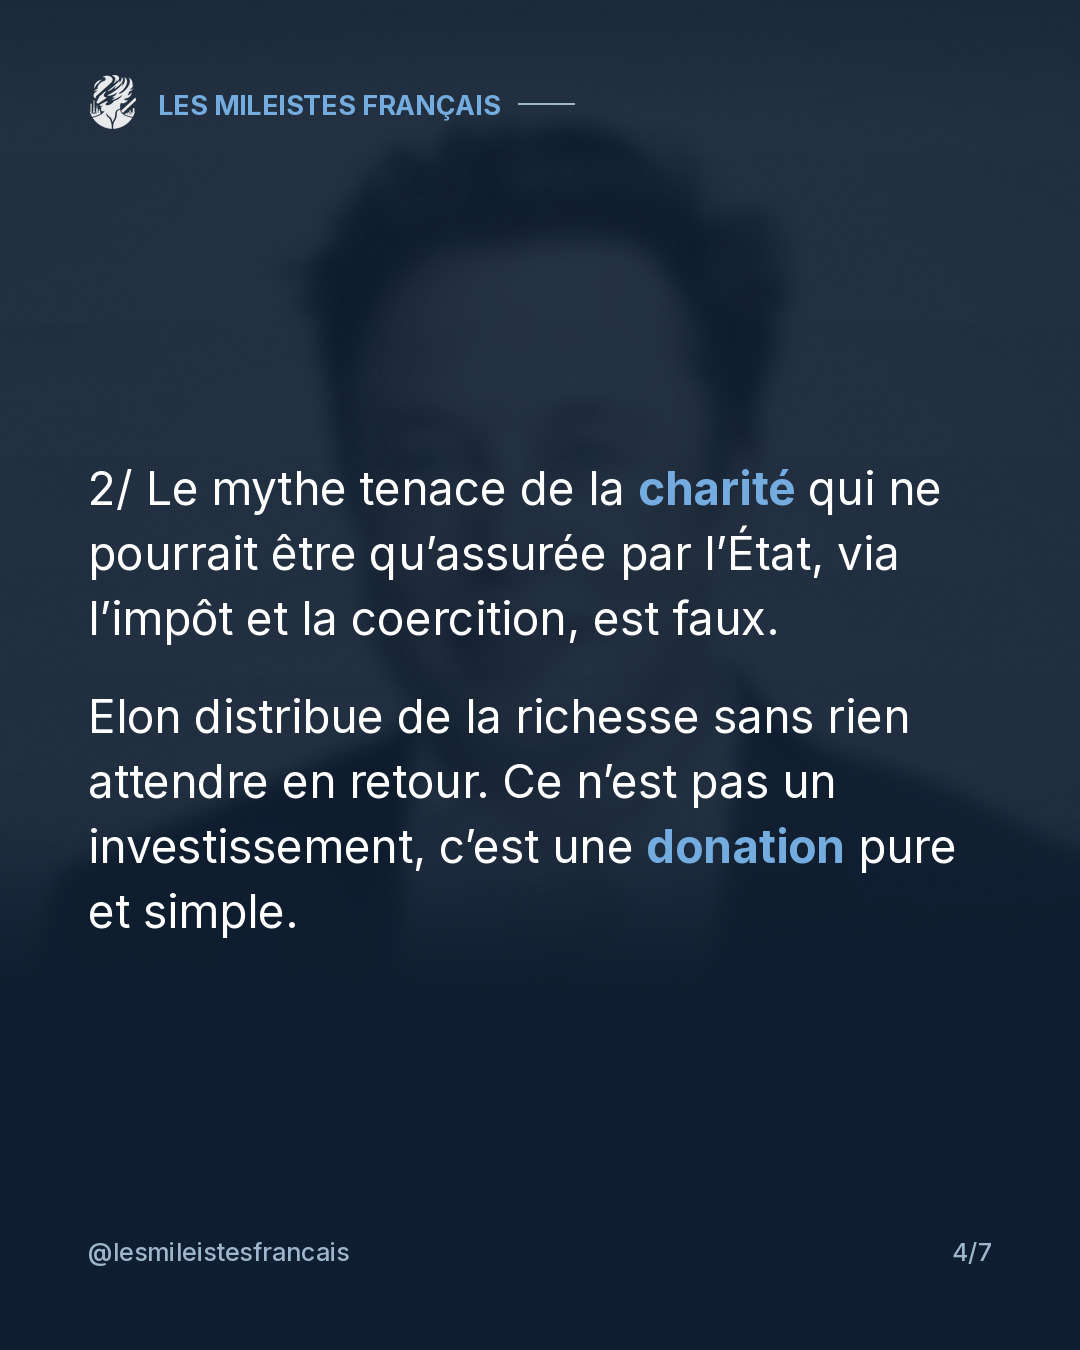 LES MILEISTES FRANÇAIS
2/ Le mythe tenace de la charité qui ne
pourrait être qu’assurée par l’État, via
l’impôt et la coercition, est faux.
Elon distribue de la richesse sans rien
attendre en retour. Ce n’est pas un
investissement, c’est une donation pure
et simple.
@lesmileistesfrancais
4/7